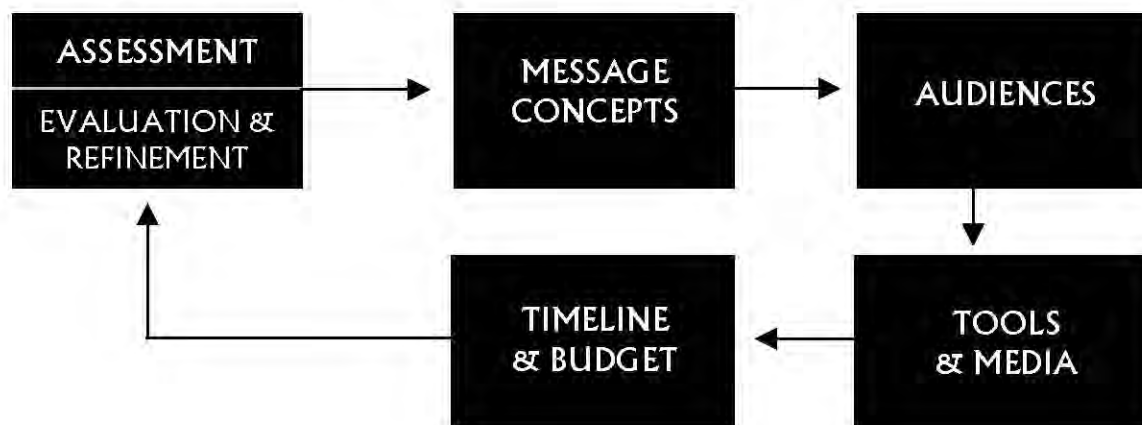 ASSESSMENT
EVALUATION &
REFINEMENT
MESSAGE
CONCEPTS
AUDIENCES
TOOLS
& MEDIA
TIMELINE
& BUDGET